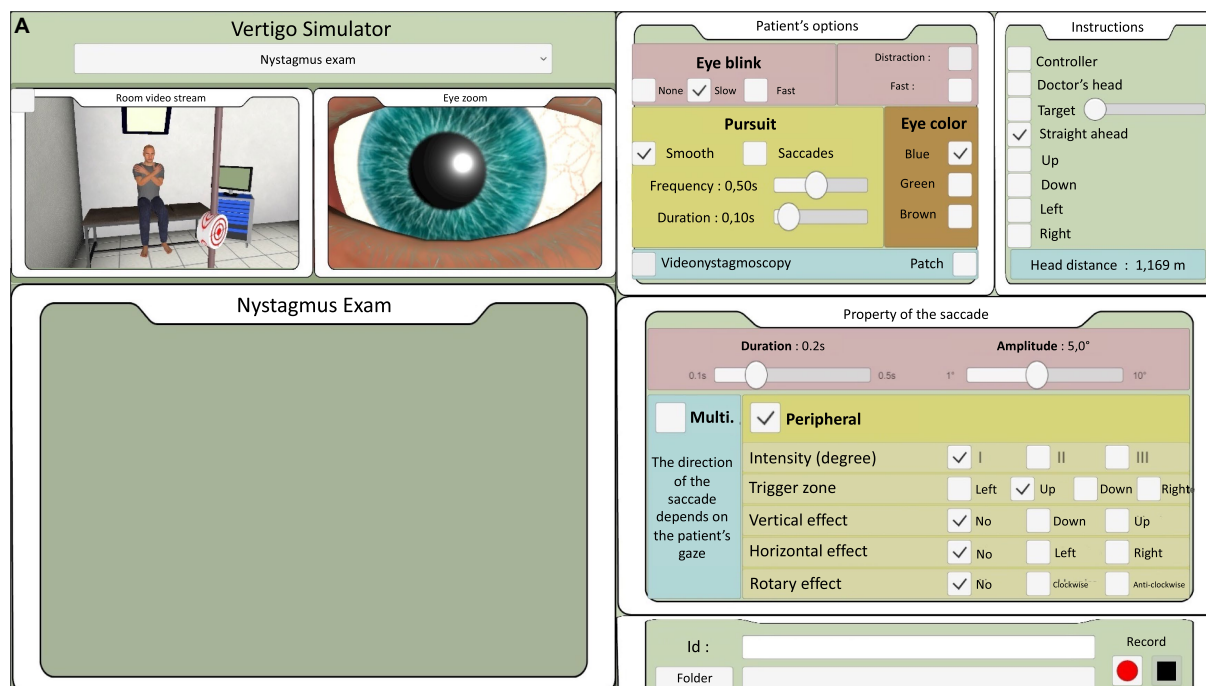 A
Vertigo Simulator
Nystagmus exam
Room video stream
Eye zoom
Nystagmus Exam
Patient's options
Eye blink
None Slow Fast
Distraction :
Fast :
Pursuit
Smooth Saccades
Frequency : 0,50s
Duration : 0,10s
Eye color
Blue
Green
Brown
Videonystagmoscopy Patch
Instructions
Controller
Doctor's head
Target
Straight ahead
Up
Down
Left
Right
Head distance : 1,169 m
Property of the saccade
Duration : 0.2s Amplitude : 5,0°
0.1s 0.5s 1° 10°
Multi.
The direction
of the
saccade
depends on
the patient's
gaze
Peripheral
Intensity (degree) I II III
Trigger zone Left Up Down Right
Vertical effect No Down Up
Horizontal effect No Left Right
Rotary effect No Clockwise Anti-clockwise
Id :
Folder
Record